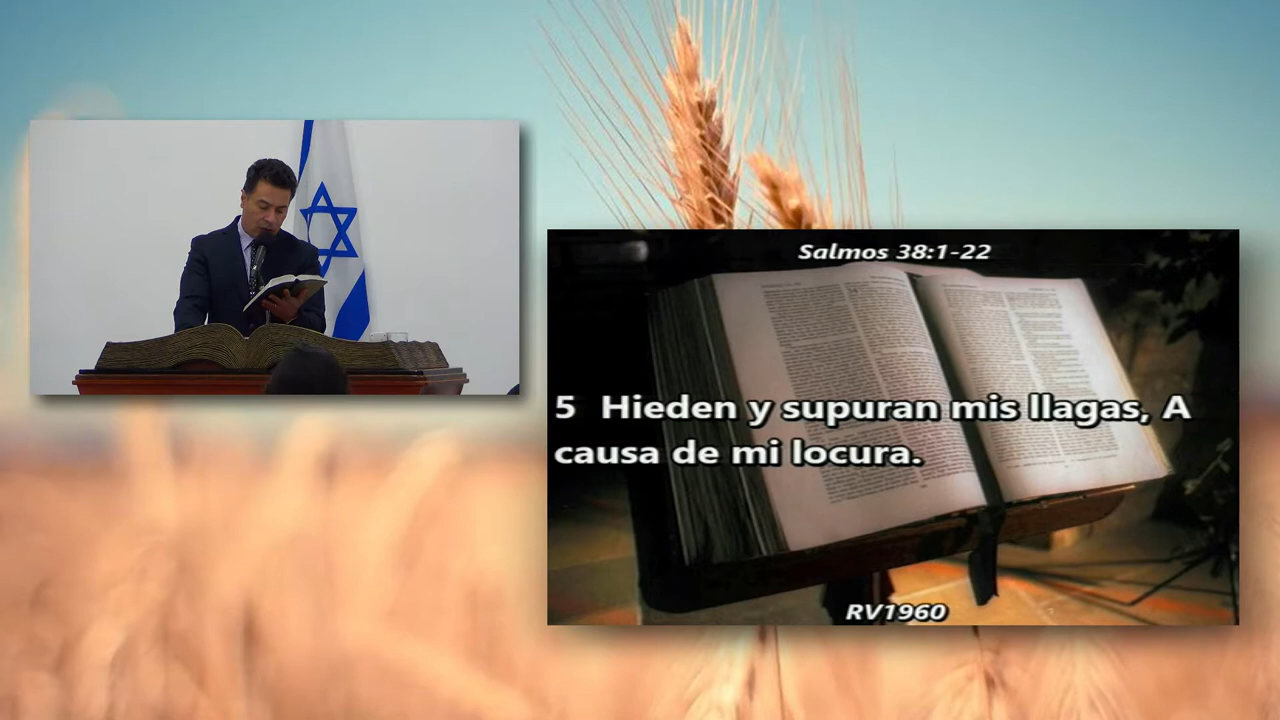 Salmos 38:1-22
5 Hieden y supuran mis llagas, A
causa de mi locura.
RV1960